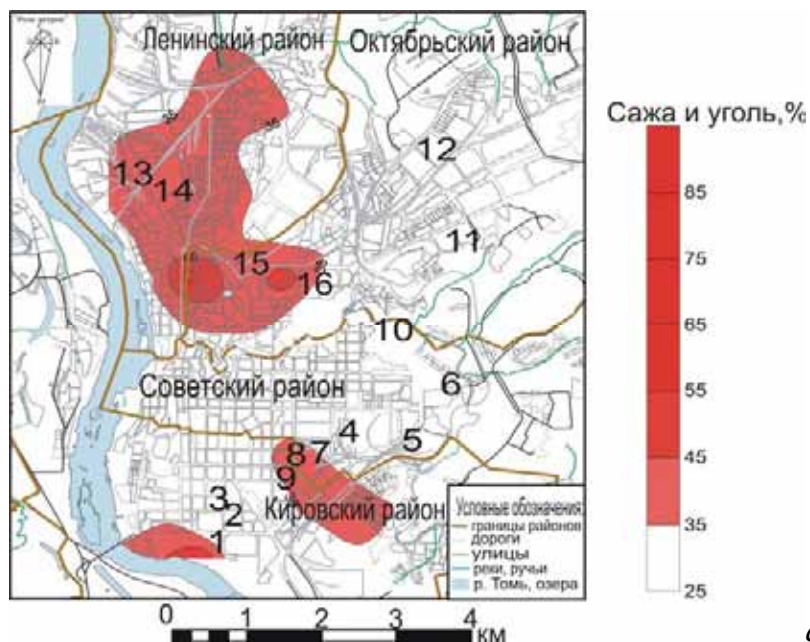 Ленинский район
Октябрьский район
Сажа и уголь,%
85
75
65
55
45
35
25
12
13
14
11
15
16
10
Советский район
6
4
5
8 7
9
3
2
Кировский район
1
Условные обозначения:
границы районов
дороги
улицы
реки, ручьи
р. Томь, озера
0 1 2 3 4
км